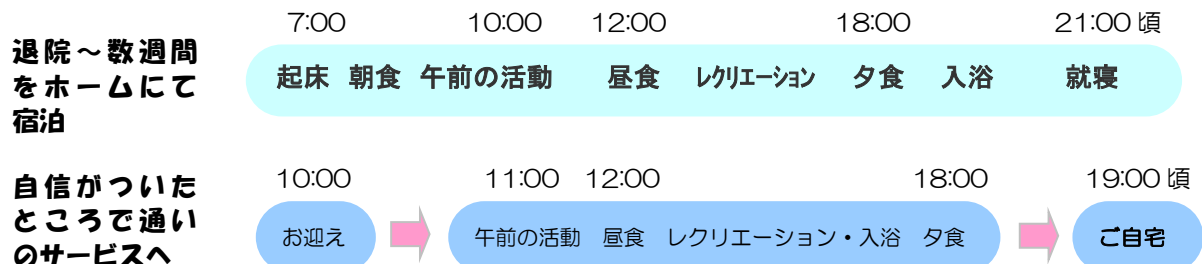 7:00 10:00 12:00 18:00 21:00 頃
退院～数週間
をホームにて
宿泊
起床 朝食 午前の活動 昼食 ﾚｸﾘｴｰｼｮﾝ 夕食 入浴 就寝
10:00 11:00 12:00 18:00 19:00 頃
自信がついた
ところで通い
のサービスへ
お迎え 午前の活動 昼食 レクリエーション・入浴 夕食 ご自宅